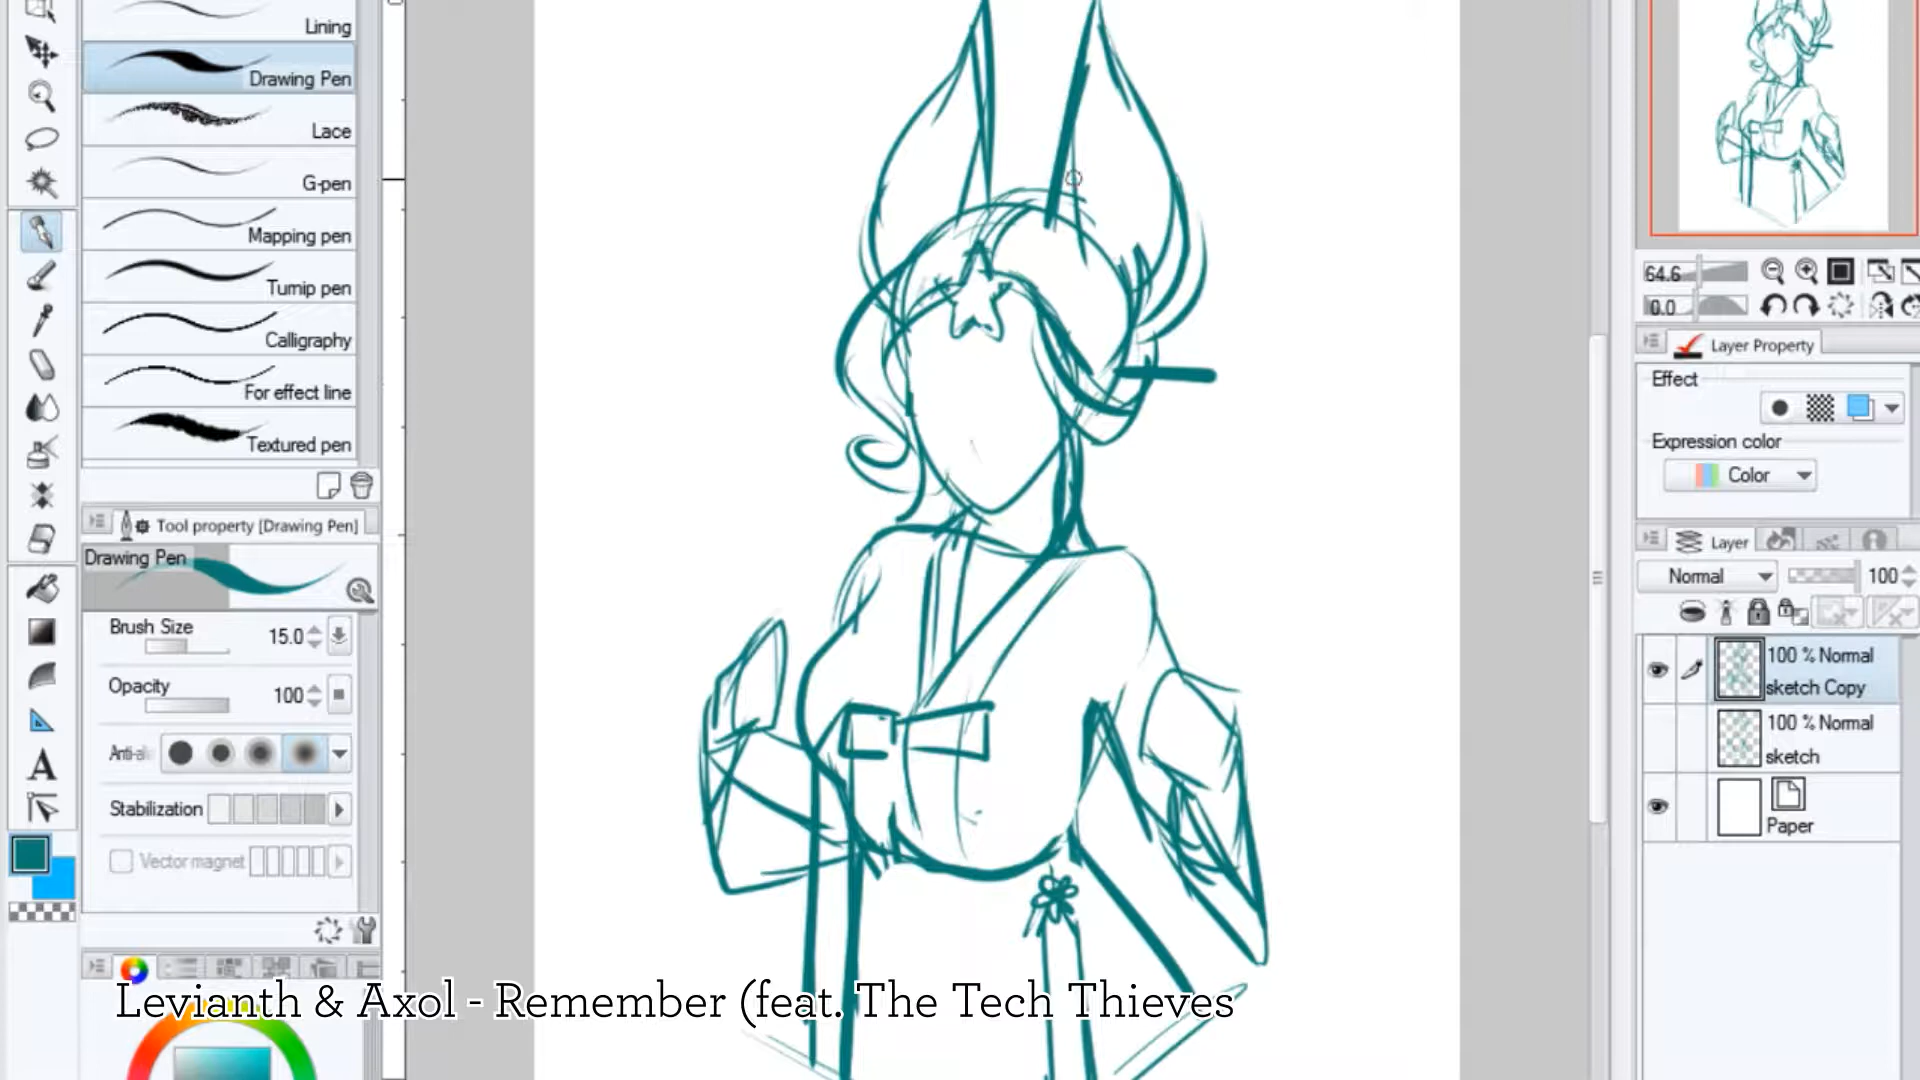 Lining
Drawing Pen
Lace
G-pen
Mapping pen
Turnip pen
Calligraphy
For effect line
Textured pen
Tool property [Drawing Pen]
Drawing Pen
Brush Size 15.0
Opacity 100
Stabilization
Vector magnet
Levianth & Axol - Remember (feat. The Tech Thieves
64.6
0.0
Layer Property
Effect
Expression color
Color
Layer
Normal 100
100 % Normal
sketch Copy
100 % Normal
sketch
Paper